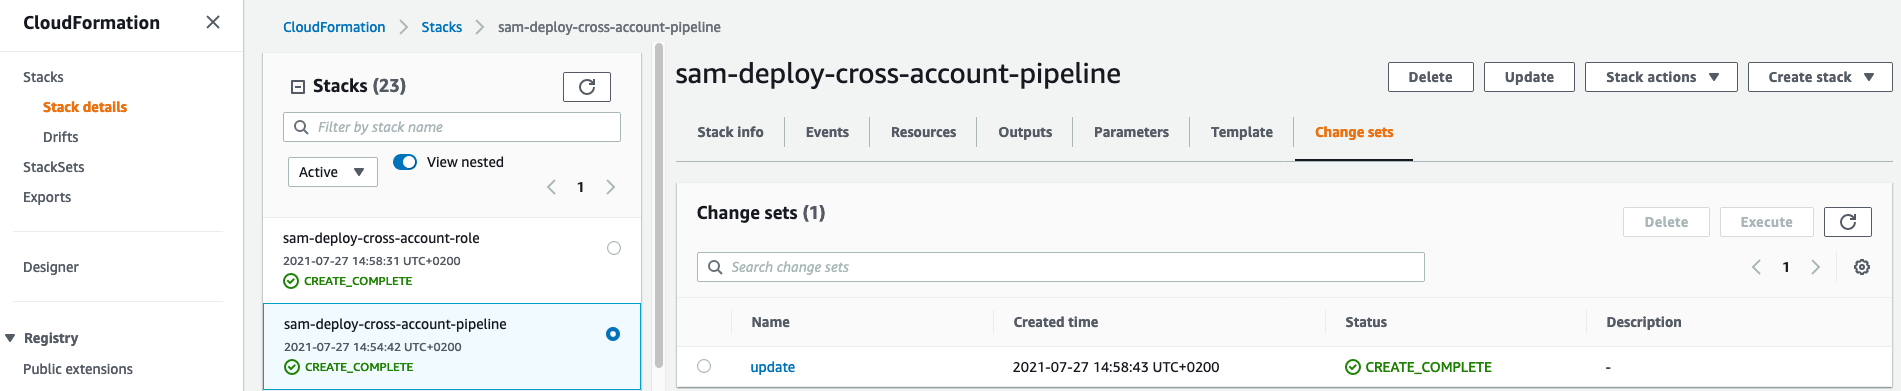 CloudFormation
Stacks
Stack details
Drifts
StackSets
Exports
Designer
Registry
Public extensions
CloudFormation Stacks sam-deploy-cross-account-pipeline
Stacks (23)
Filter by stack name
Active View nested
1
sam-deploy-cross-account-role
2021-07-27 14:58:31 UTC+0200
CREATE_COMPLETE
sam-deploy-cross-account-pipeline
2021-07-27 14:54:42 UTC+0200
CREATE_COMPLETE
sam-deploy-cross-account-pipeline
Delete Update Stack actions Create stack
Stack info Events Resources Outputs Parameters Template Change sets
Change sets (1)
Delete Execute
Search change sets
1
Name Created time Status Description
update 2021-07-27 14:58:43 UTC+0200 CREATE_COMPLETE -